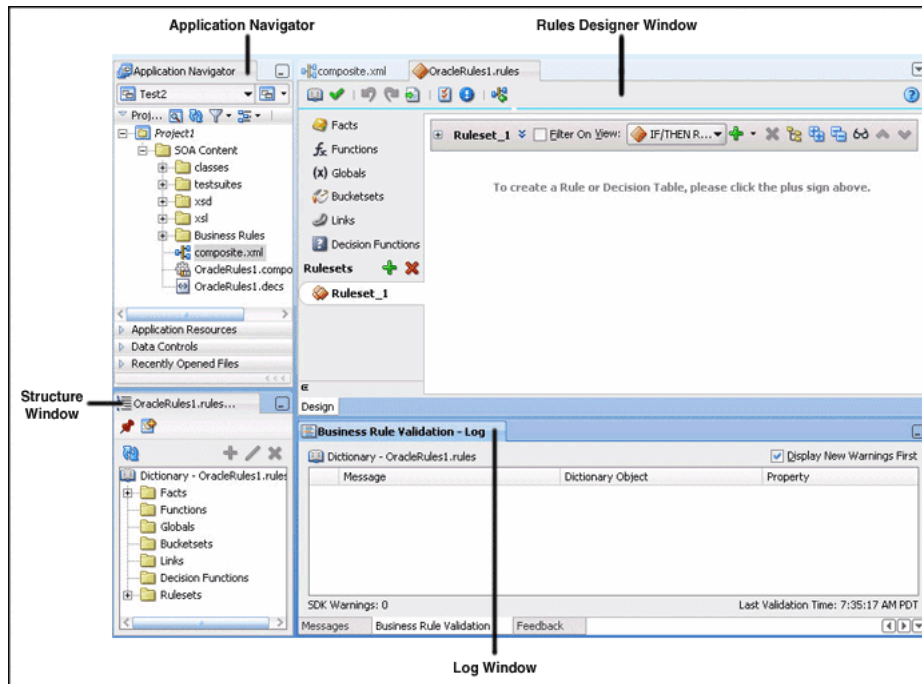 Application Navigator
Rules Designer Window
Application Navigator
Test2
Proj...
Project1
SOA Content
classes
testsuites
xsd
xsl
Business Rules
composite.xml
OracleRules1.compo
OracleRules1.decs
Application Resources
Data Controls
Recently Opened Files
composite.xml
OracleRules1.rules
Facts
Functions
Globals
Bucketsets
Links
Decision Functions
Rulesets
Ruleset_1
Ruleset_1
Filter On View:
IF/THEN R...
To create a Rule or Decision Table, please click the plus sign above.
Design
Structure
Window
OracleRules1.rules...
Dictionary - OracleRules1.rules
Facts
Functions
Globals
Bucketsets
Links
Decision Functions
Rulesets
Business Rule Validation - Log
Dictionary - OracleRules1.rules
Display New Warnings First
Message
Dictionary Object
Property
SDK Warnings: 0
Last Validation Time: 7:35:17 AM PDT
Messages
Business Rule Validation
Feedback
Log Window